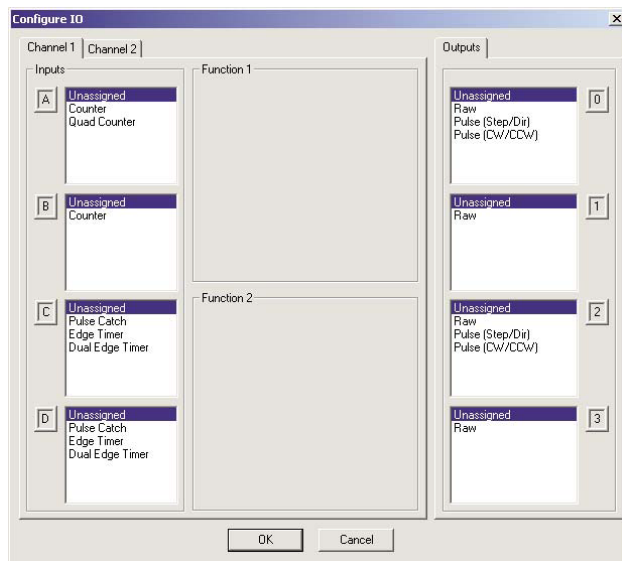 Configure IO
Channel 1
Channel 2
Inputs
A
Unassigned
Counter
Quad Counter
B
Unassigned
Counter
C
Unassigned
Pulse Catch
Edge Timer
Dual Edge Timer
D
Unassigned
Pulse Catch
Edge Timer
Dual Edge Timer
Function 1
Function 2
Outputs
Unassigned
Raw
Pulse (Step/Dir)
Pulse (CW/CCW)
0
Unassigned
Raw
1
Unassigned
Raw
Pulse (Step/Dir)
Pulse (CW/CCW)
2
Unassigned
Raw
3
OK
Cancel